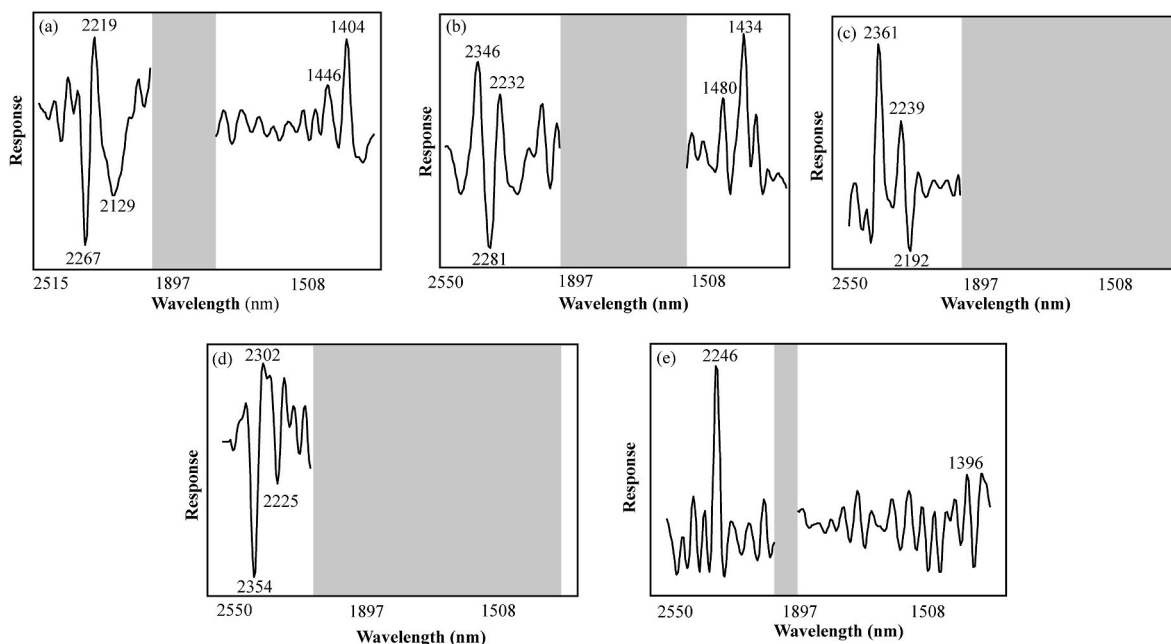 (a)
2219
1404
1446
2129
2267
Response
2515 1897 1508
Wavelength (nm)
(b)
1434
2346
2232
1480
2281
Response
2550 1897 1508
Wavelength (nm)
(c)
2361
2239
2192
Response
2550 1897 1508
Wavelength (nm)
(d)
2302
2225
2354
Response
2550 1897 1508
Wavelength (nm)
(e)
2246
1396
Response
2550 1897 1508
Wavelength (nm)